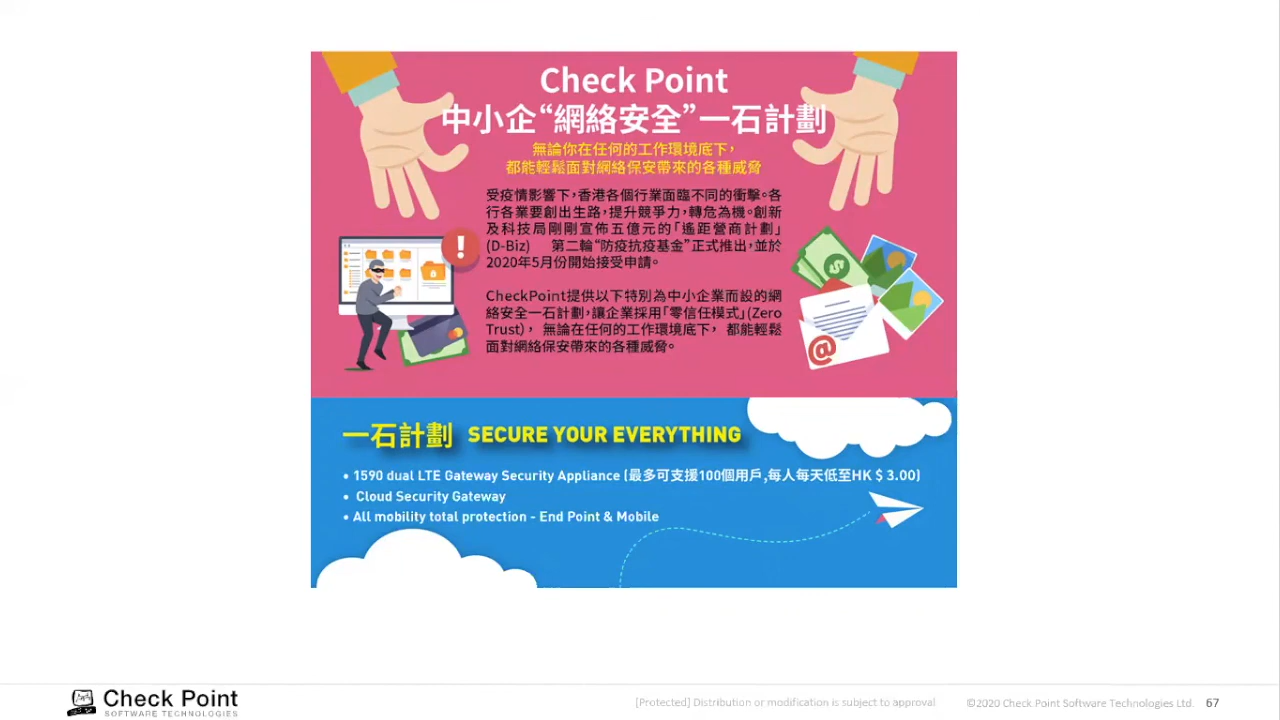 Check Point
中小企“網絡安全”一石計劃
無論你在任何的工作環境底下，
都能輕鬆面對網絡保安帶來的各種威脅
受疫情影響下，香港各個行業面臨不同的衝擊。各
行各業要創出生路，提升競爭力，轉危為機。創新
及科技局剛剛宣佈五億元的「遙距營商計劃」
(D-Biz) 第二輪“防疫抗疫基金”正式推出，並於
2020年5月份開始接受申請。
CheckPoint提供以下特別為中小企業而設的網
絡安全一石計劃，讓企業採用「零信任模式」(Zero
Trust)， 無論在任何的工作環境底下， 都能輕鬆
面對網絡保安帶來的各種威脅。
一石計劃 SECURE YOUR EVERYTHING
• 1590 dual LTE Gateway Security Appliance (最多可支援100個用戶,每人每天低至HK $ 3.00)
• Cloud Security Gateway
• All mobility total protection - End Point & Mobile
Check Point
SOFTWARE TECHNOLOGIES
[Protected] Distribution or modification is subject to approval
©2020 Check Point Software Technologies Ltd. 67